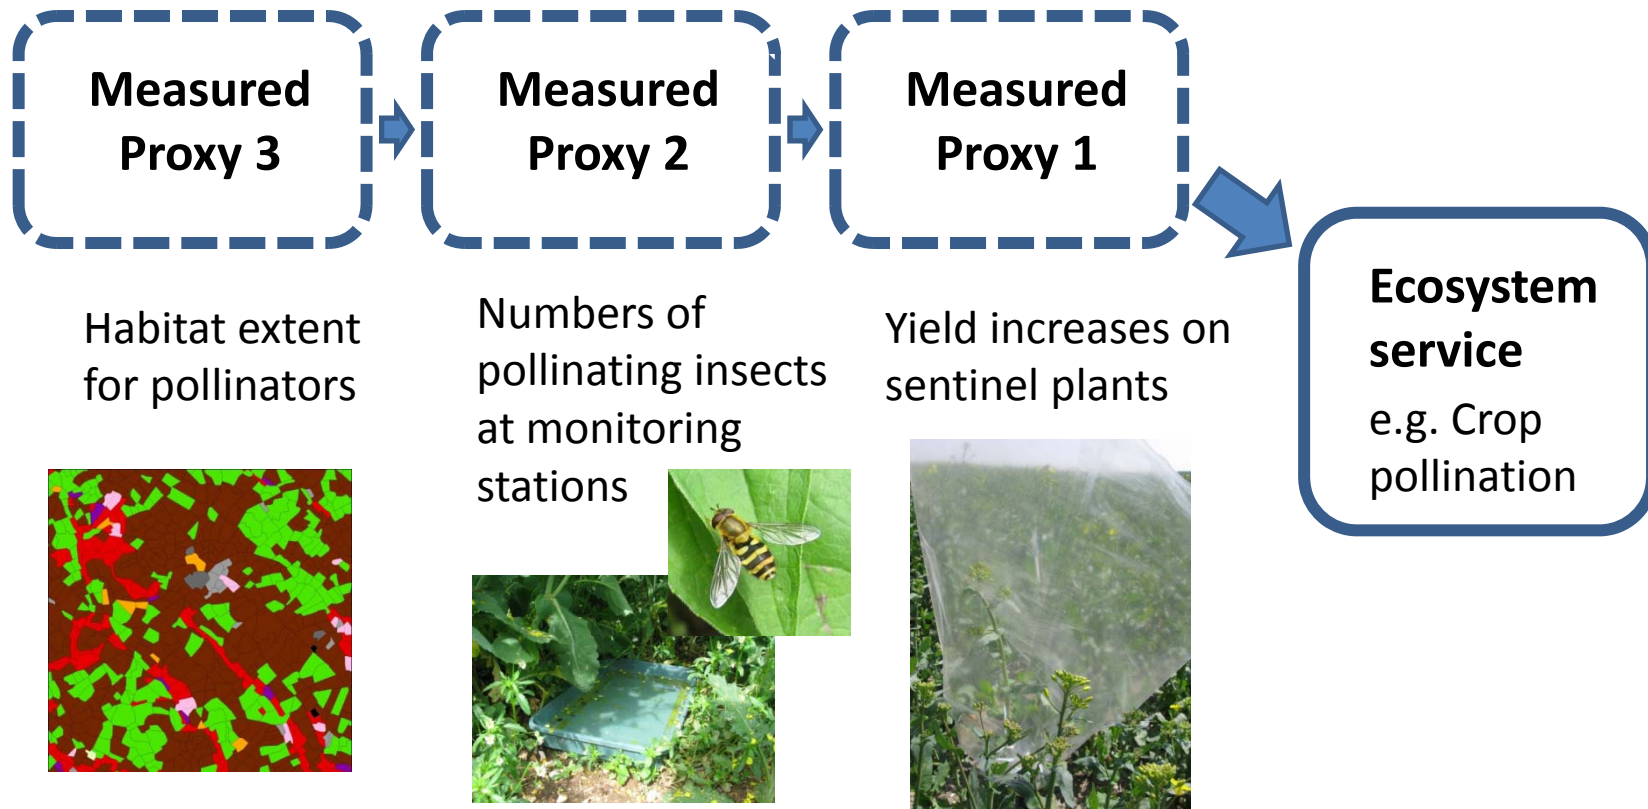 Measured
Proxy 3
Measured
Proxy 2
Measured
Proxy 1
Ecosystem
service
e.g. Crop
pollination
Habitat extent
for pollinators
Numbers of
pollinating insects
at monitoring
stations
Yield increases on
sentinel plants